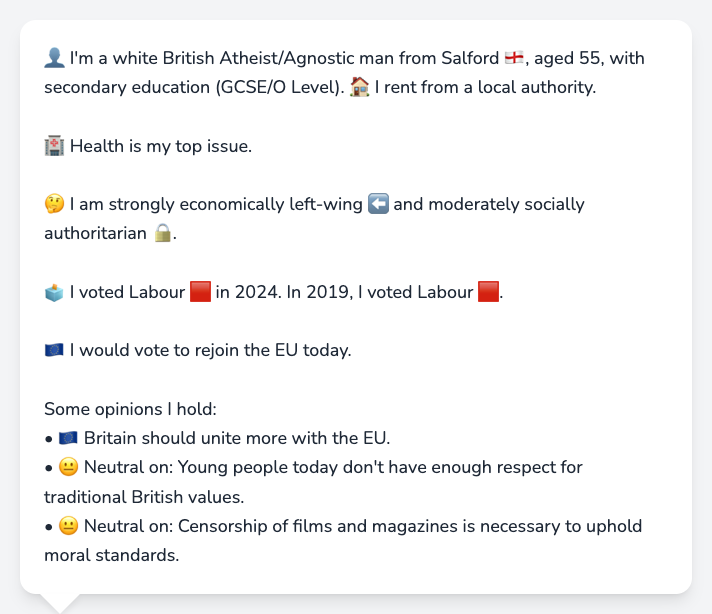 👤 I'm a white British Atheist/Agnostic man from Salford 🏴󠁧󠁢󠁥󠁮󠁧󠁿, aged 55, with
secondary education (GCSE/O Level). 🏠 I rent from a local authority.
🏥 Health is my top issue.
🤔 I am strongly economically left-wing ⬅️ and moderately socially
authoritarian 🔒.
🗳️ I voted Labour 🟥 in 2024. In 2019, I voted Labour 🟥.
🇪🇺 I would vote to rejoin the EU today.
Some opinions I hold:
• 🇪🇺 Britain should unite more with the EU.
• 😐 Neutral on: Young people today don't have enough respect for
traditional British values.
• 😐 Neutral on: Censorship of films and magazines is necessary to uphold
moral standards.